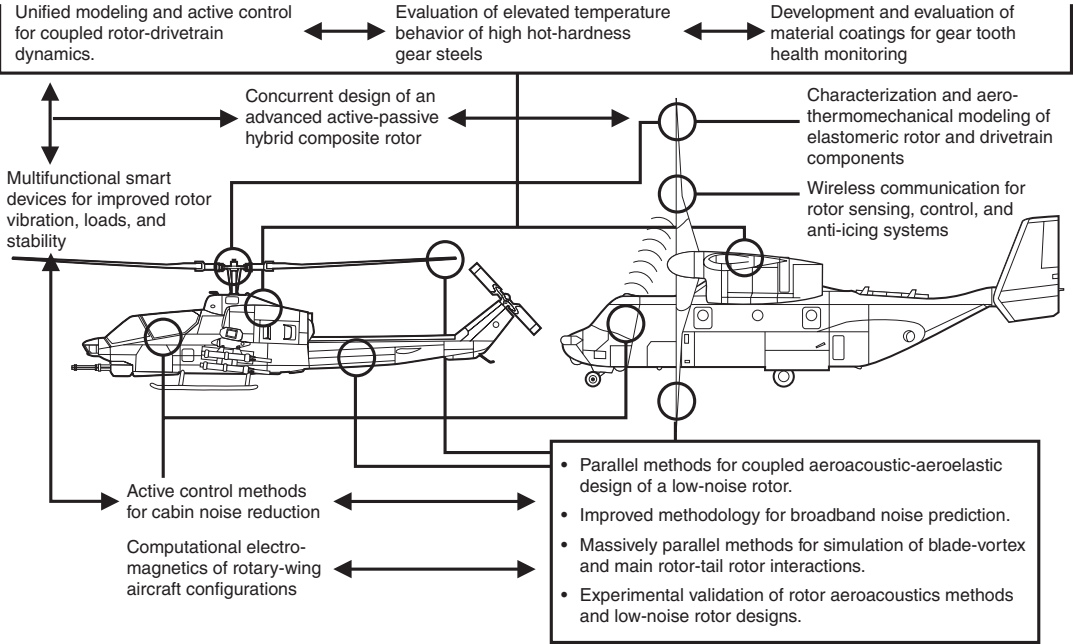 Unified modeling and active control
for coupled rotor-drivetrain
dynamics.
Evaluation of elevated temperature
behavior of high hot-hardness
gear steels
Development and evaluation of
material coatings for gear tooth
health monitoring
Concurrent design of an
advanced active-passive
hybrid composite rotor
Characterization and aero-
thermomechanical modeling of
elastomeric rotor and drivetrain
components
Multifunctional smart
devices for improved rotor
vibration, loads, and
stability
Wireless communication for
rotor sensing, control, and
anti-icing systems
Active control methods
for cabin noise reduction
Computational electro-
magnetics of rotary-wing
aircraft configurations
• Parallel methods for coupled aeroacoustic-aeroelastic
design of a low-noise rotor.
• Improved methodology for broadband noise prediction.
• Massively parallel methods for simulation of blade-vortex
and main rotor-tail rotor interactions.
• Experimental validation of rotor aeroacoustics methods
and low-noise rotor designs.